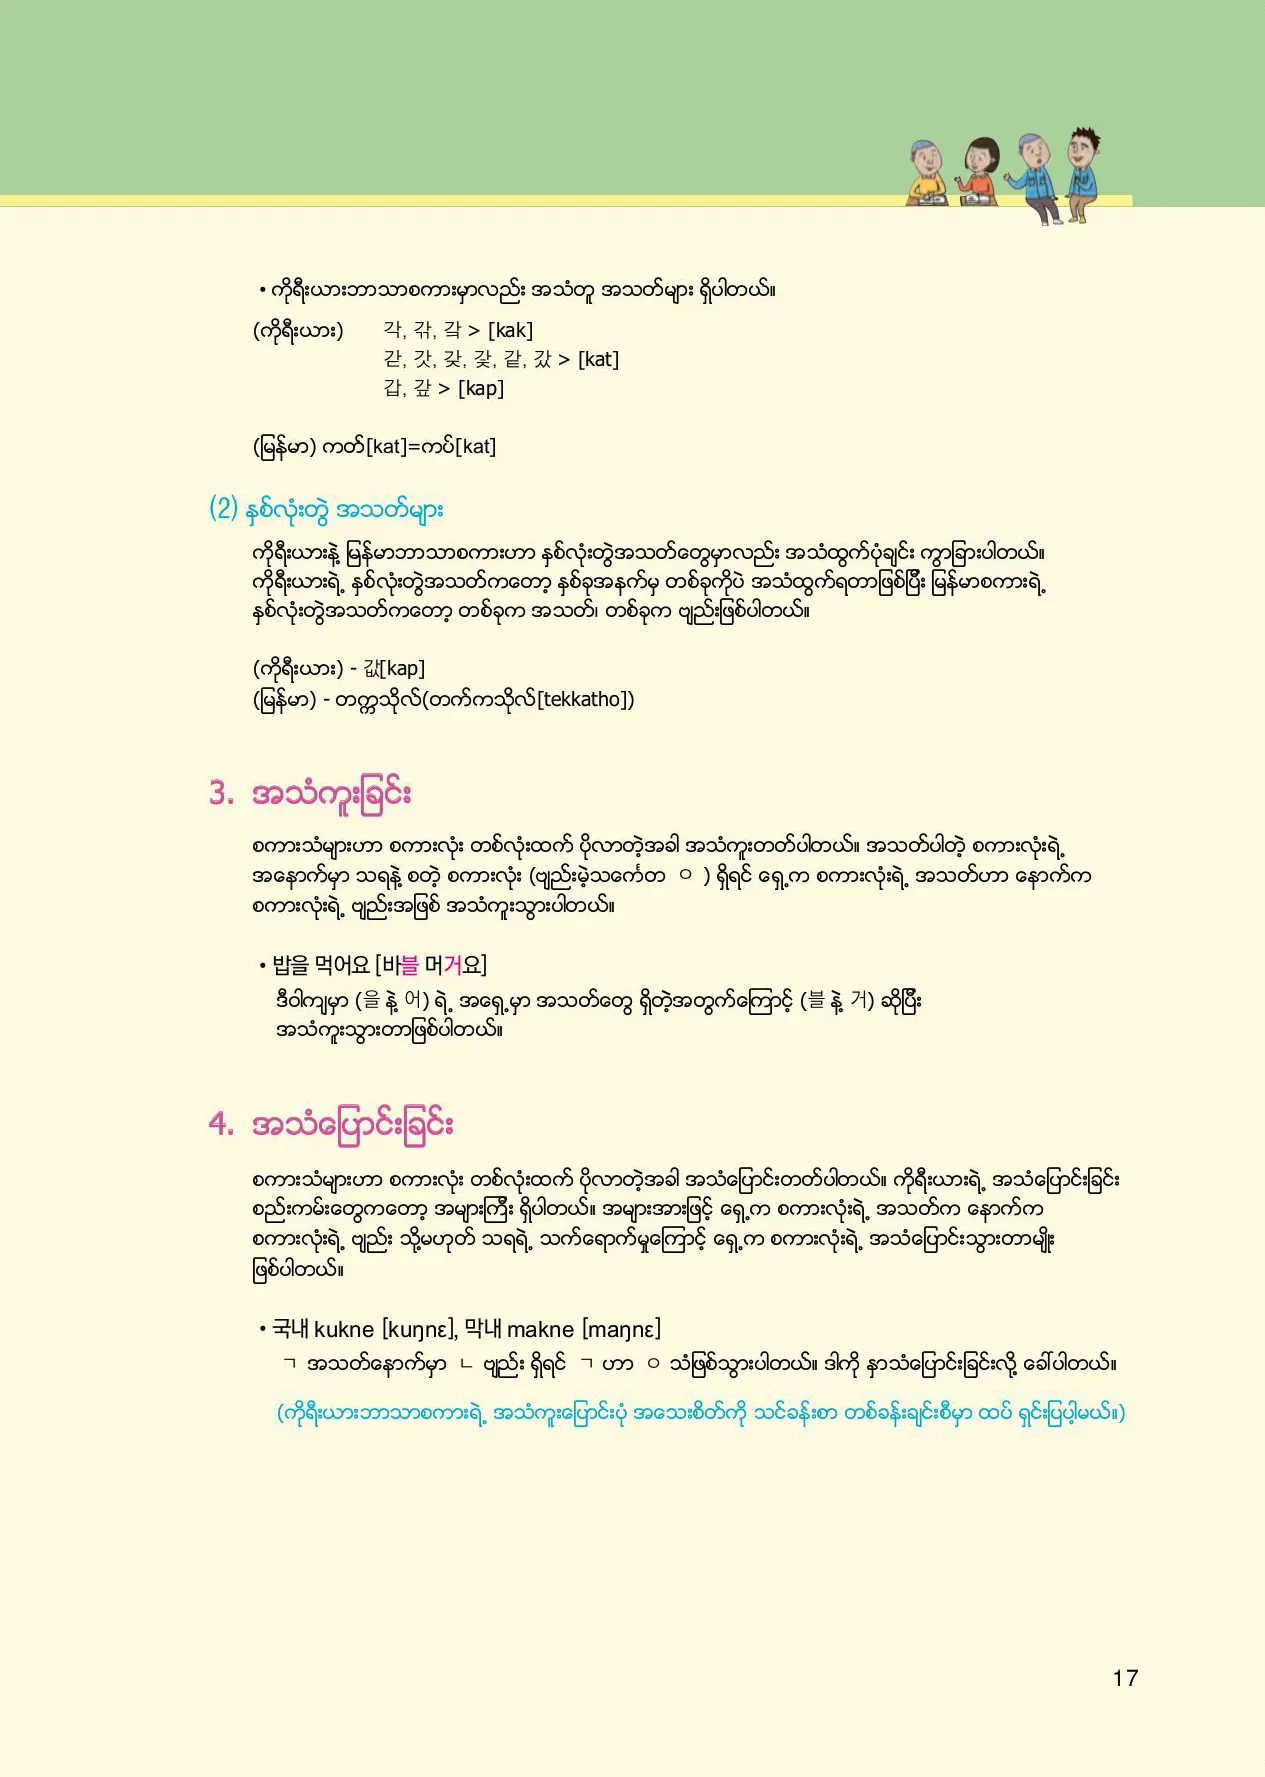 • ကိုရီးယားဘာသာစကားမှာလည်း အသံတူ အသတ်များ ရှိပါတယ်။
(ကိုရီးယား) 각, 갂, 갘 > [kak]
갇, 갓, 갖, 갗, 같, 갔 > [kat]
갑, 갚 > [kap]
(မြန်မာ) ကတ်[kat]=ကပ်[kat]
(2) နှစ်လုံးတွဲ အသတ်များ
ကိုရီးယားနဲ့ မြန်မာဘာသာစကားဟာ နှစ်လုံးတွဲအသတ်တွေမှာလည်း အသံထွက်ပုံချင်း ကွာခြားပါတယ်။
ကိုရီးယားရဲ့ နှစ်လုံးတွဲအသတ်ကတော့ နှစ်ခုအနက်မှ တစ်ခုကိုပဲ အသံထွက်ရတာဖြစ်ပြီး မြန်မာစကားရဲ့
နှစ်လုံးတွဲအသတ်ကတော့ တစ်ခုက အသတ်၊ တစ်ခုက ဗျည်းဖြစ်ပါတယ်။
(ကိုရီးယား) - 값[kap]
(မြန်မာ) - တက္ကသိုလ်(တက်ကသိုလ်[tekkatho])
3. အသံကူးခြင်း
စကားသံများဟာ စကားလုံး တစ်လုံးထက် ပိုလာတဲ့အခါ အသံကူးတတ်ပါတယ်။ အသတ်ပါတဲ့ စကားလုံးရဲ့
အနောက်မှာ သရနဲ့ စတဲ့ စကားလုံး (ဗျည်းမဲ့သင်္ကေတ ㅇ ) ရှိရင် ရှေ့က စကားလုံးရဲ့ အသတ်ဟာ နောက်က
စကားလုံးရဲ့ ဗျည်းအဖြစ် အသံကူးသွားပါတယ်။
• 밥을 먹어요 [바블 머거요]
ဒီဝါကျမှာ (을 နဲ့ 어) ရဲ့ အရှေ့မှာ အသတ်တွေ ရှိတဲ့အတွက်ကြောင့် (블 နဲ့ 거) ဆိုပြီး
အသံကူးသွားတာဖြစ်ပါတယ်။
4. အသံပြောင်းခြင်း
စကားသံများဟာ စကားလုံး တစ်လုံးထက် ပိုလာတဲ့အခါ အသံပြောင်းတတ်ပါတယ်။ ကိုရီးယားရဲ့ အသံပြောင်းခြင်း
စည်းကမ်းတွေကတော့ အများကြီး ရှိပါတယ်။ အများအားဖြင့် ရှေ့က စကားလုံးရဲ့ အသတ်က နောက်က
စကားလုံးရဲ့ ဗျည်း သို့မဟုတ် သရရဲ့ သက်ရောက်မှုကြောင့် ရှေ့က စကားလုံးရဲ့ အသံပြောင်းသွားတာမျိုး
ဖြစ်ပါတယ်။
• 국내 kukne [kuŋnɛ], 막내 makne [maŋnɛ]
ㄱ အသတ်နောက်မှာ ㄴ ဗျည်း ရှိရင် ㄱ ဟာ ㅇ သံဖြစ်သွားပါတယ်။ ဒါကို နှာသံပြောင်းခြင်းလို့ ခေါ်ပါတယ်။
(ကိုရီးယားဘာသာစကားရဲ့ အသံကူးပြောင်းပုံ အသေးစိတ်ကို သင်ခန်းစာ တစ်ခန်းချင်းစီမှာ ထပ် ရှင်းပြပါ့မယ်။)
17